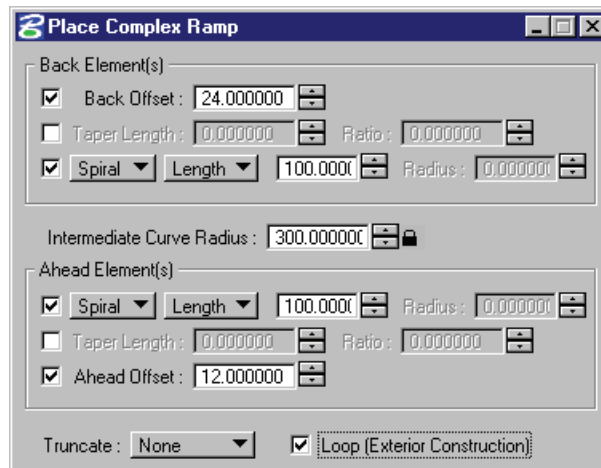 Place Complex Ramp
Back Element(s)
Back Offset : 24.000000
Taper Length : 0.000000 Ratio : 0.000000
Spiral Length 100.000( Radius : 0.000000
Intermediate Curve Radius : 300.000000
Ahead Element(s)
Spiral Length 100.000( Radius : 0.000000
Taper Length : 0.000000 Ratio : 0.000000
Ahead Offset : 12.000000
Truncate : None Loop (Exterior Construction)